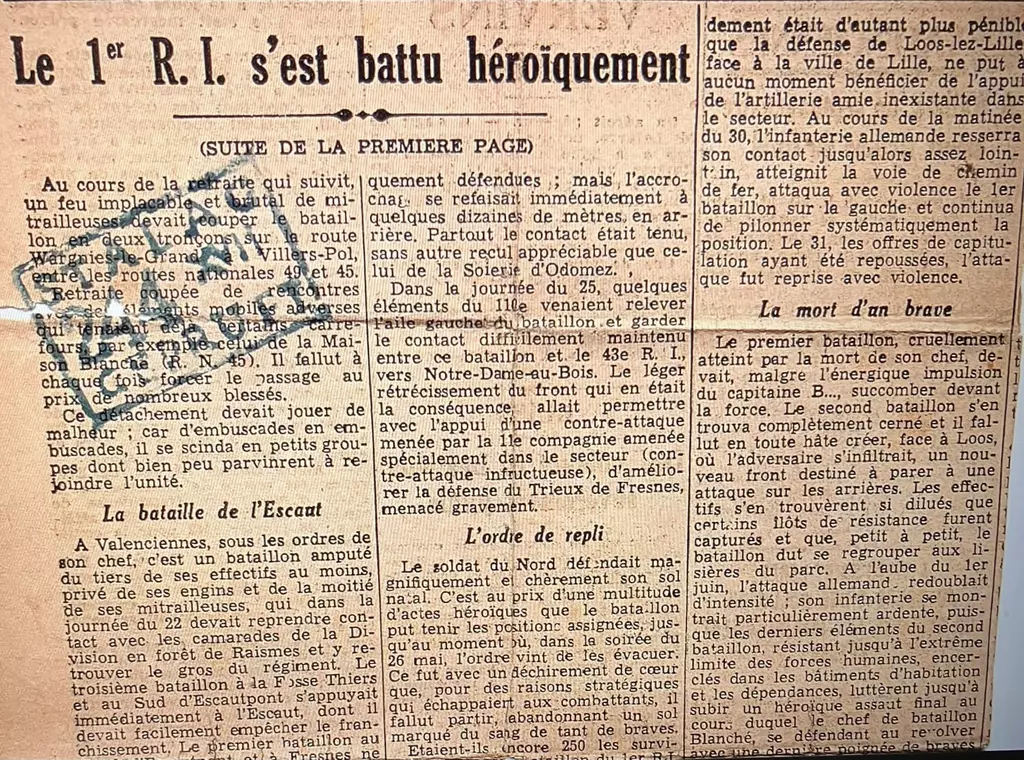 Le 1er R. I. s'est battu héroïquement
(SUITE DE LA PREMIERE PAGE)
Au cours de la retraite qui suivit,
un feu implacable et brutal de mi-
trailleuses devait couper le batail-
lon en deux tronçons sur la route
Wargnies-le-Grand à Villers-Pol,
entre les routes nationales 49 et 45.
Retraite coupée de rencontres
avec des éléments mobiles adverses
qui tenaient déjà certains carre-
fours, par exemple celui de la Mai-
son Blanche (R. N. 45). Il fallut à
chaque fois forcer le passage au
prix de nombreux blessés.
Ce détachement devait jouer de
malheur ; car d'embuscades en em-
buscades, il se scinda en petits grou-
pes dont bien peu parvinrent à re-
joindre l'unité.
La bataille de l'Escaut
A Valenciennes, sous les ordres de
son chef, c'est un bataillon amputé
du tiers de ses effectifs au moins,
privé de ses engins et de la moitié
de ses mitrailleuses, qui dans la
journée du 22 devait reprendre con-
tact avec les camarades de la Di-
vision en forêt de Raismes et y re-
trouver le gros du régiment. Le
troisième bataillon à la Fosse Thiers
et au Sud d'Escautpont s'appuyait
immédiatement à l'Escaut, dont il
devait facilement empêcher le fran-
chissement. Le premier bataillon au
et à Fresnes ne
quement défendues ; mais l'accro-
chag. se refaisait immédiatement à
quelques dizaines de mètres, en ar-
rière. Partout le contact était tenu,
sans autre recul appréciable que ce-
lui de la Soierie d'Odomez.
Dans la journée du 25, quelques
éléments du 110e venaient relever
l'aile gauche du bataillon et garder
le contact difficilement maintenu
entre ce bataillon et le 43e R. I.,
vers Notre-Dame-au-Bois. Le léger
rétrécissement du front qui en était
la conséquence, allait permettre
avec l'appui d'une contre-attaque
menée par la 11e compagnie amenée
spécialement dans le secteur (con-
tre-attaque infructueuse), d'amélio-
rer la défense du Trieux de Fresnes,
menacé gravement.
L'ordre de repli
Le soldat du Nord défendait ma-
gnifiquement et chèrement son sol
natal. C'est au prix d'une multitude
d'actes héroïques que le bataillon
put tenir les positions assignées, jus-
qu'au moment où, dans la soirée du
26 mai, l'ordre vint de les évacuer.
Ce fut avec un déchirement de cœur
que, pour des raisons stratégiques
qui échappaient aux combattants, il
fallut partir, abandonnant un sol
marqué du sang de tant de braves.
Etaient-ils encore 250 les survi-
du 1er R.I.
dement était d'autant plus pénible
que la défense de Loos-lez-Lille,
face à la ville de Lille, ne put à
aucun moment bénéficier de l'appui
de l'artillerie amie inexistante dans
le secteur. Au cours de la matinée
du 30, l'infanterie allemande resserra
son contact jusqu'alors assez loin-
tain, atteignit la voie de chemin
de fer, attaqua avec violence le 1er
bataillon sur la gauche et continua
de pilonner systématiquement la
position. Le 31, les offres de capitu-
lation ayant été repoussées, l'atta-
que fut reprise avec violence.
La mort d'un brave
Le premier bataillon, cruellement
atteint par la mort de son chef, de-
vait, malgré l'énergique impulsion
du capitaine B..., succomber devant
la force. Le second bataillon s'en
trouva complètement cerné et il fal-
lut en toute hâte créer, face à Loos,
où l'adversaire s'infiltrait, un nou-
veau front destiné à parer à une
attaque sur les arrières. Les effec-
tifs s'en trouvèrent si dilués que
certains îlôts de résistance furent
capturés et que, petit à petit, le
bataillon dut se regrouper aux li-
sières du parc. A l'aube du 1er
juin, l'attaque allemand. redoublait
d'intensité ; son infanterie se mon-
trait particulièrement ardente, puis-
que les derniers éléments du second
bataillon, résistant jusqu'à l'extrême
limite des forces humaines, encer-
clés dans les bâtiments d'habitation
et les dépendances, luttèrent jusqu'à
subir un héroïque assaut final au
cours duquel le chef de bataillon
Blanché, se défendant au revolver
avec une dernière poignée de braves